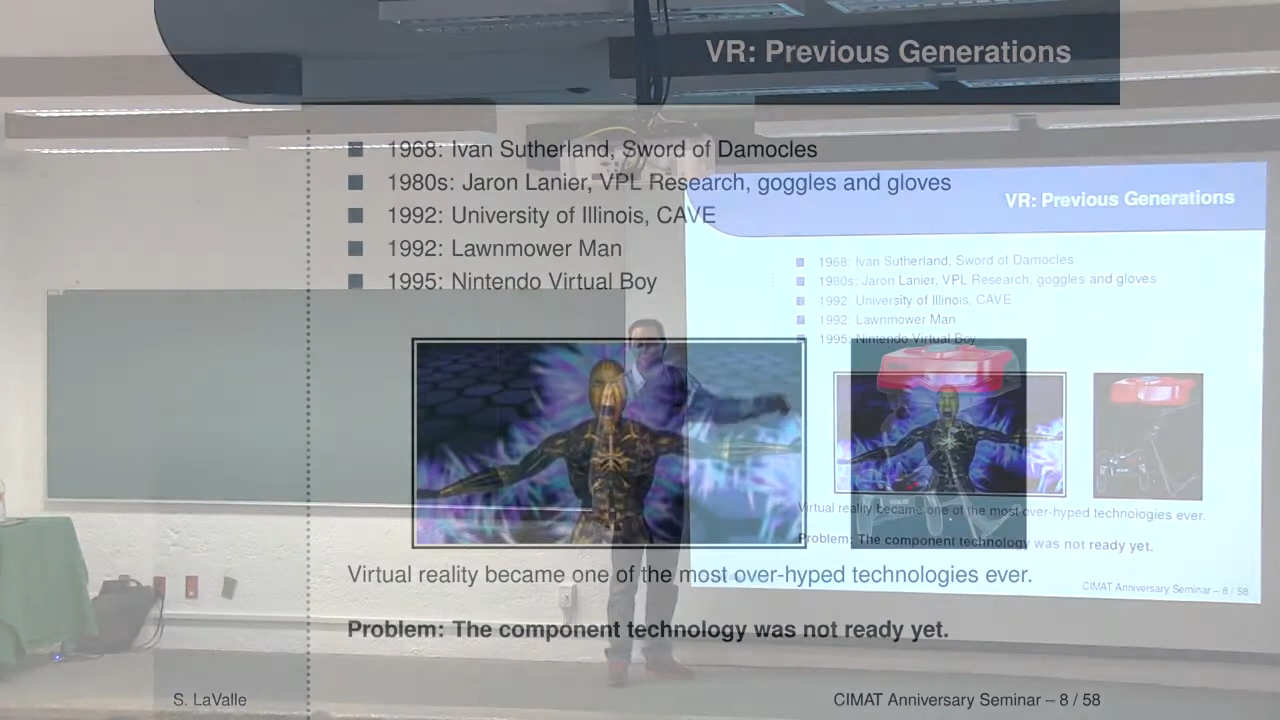 VR: Previous Generations
1968: Ivan Sutherland, Sword of Damocles
1980s: Jaron Lanier, VPL Research, goggles and gloves
1992: University of Illinois, CAVE
1992: Lawnmower Man
1995: Nintendo Virtual Boy
Virtual reality became one of the most over-hyped technologies ever.
Problem: The component technology was not ready yet.
S. LaValle
CIMAT Anniversary Seminar – 8 / 58
VR: Previous Generations
1968: Ivan Sutherland, Sword of Damocles
1980s: Jaron Lanier, VPL Research, goggles and gloves
1992: University of Illinois, CAVE
1992: Lawnmower Man
1995: Nintendo Virtual Boy
Virtual reality became one of the most over-hyped technologies ever.
Problem: The component technology was not ready yet.
CIMAT Anniversary Seminar – 8 / 58